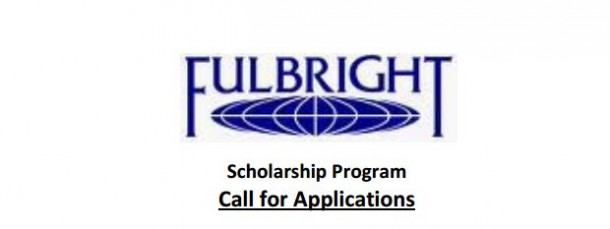 FULBRIGHT
Scholarship Program
Call for Applications